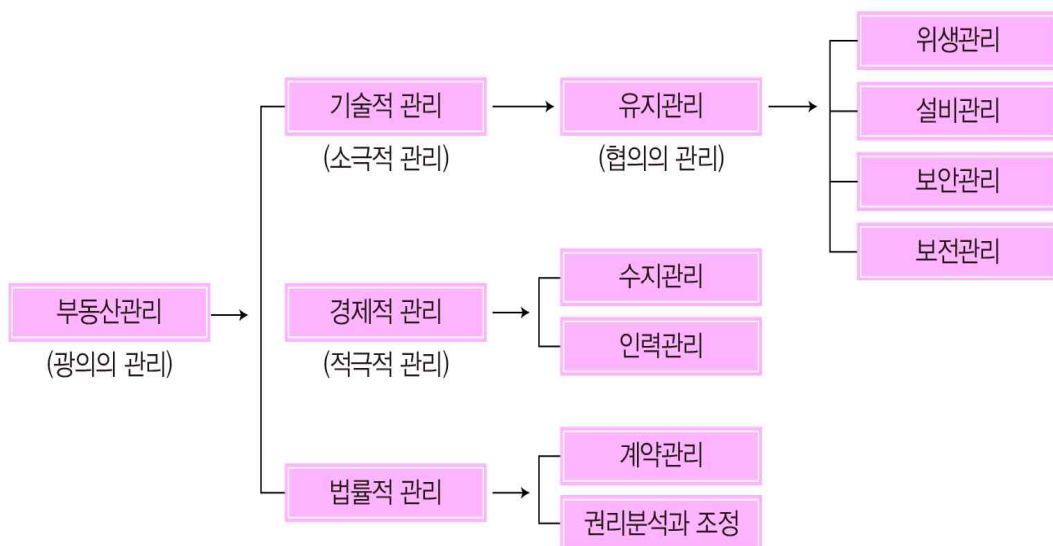 부동산관리
(광의의 관리)
기술적 관리
(소극적 관리)
유지관리
(협의의 관리)
위생관리
설비관리
보안관리
보전관리
경제적 관리
(적극적 관리)
수지관리
인력관리
법률적 관리
계약관리
권리분석과 조정